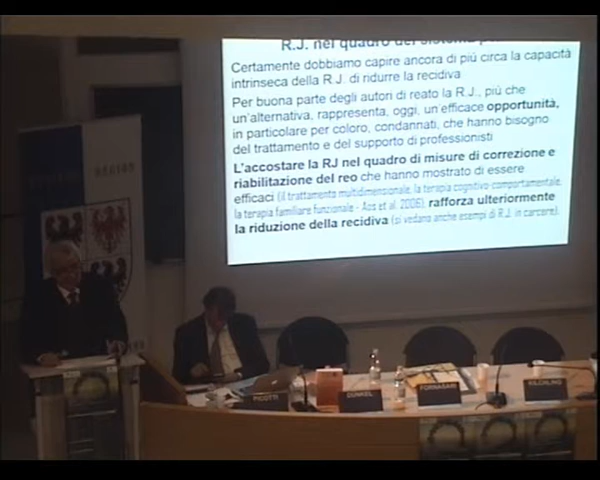 R.J. nel quadro del sistema
Certamente dobbiamo capire ancora di più circa la capacità
intrinseca della R.J. di ridurre la recidiva
Per buona parte degli autori di reato la R.J., più che
un'alternativa, rappresenta, oggi, un'efficace opportunità,
in particolare per coloro, condannati, che hanno bisogno
del trattamento e del supporto di professionisti
L'accostare la RJ nel quadro di misure di correzione e
riabilitazione del reo che hanno mostrato di essere
efficaci (il trattamento multidimensionale, la terapia cognitivo-comportamentale,
la terapia familiare funzionale - Aos et al. 2006), rafforza ulteriormente
la riduzione della recidiva (si vedano anche esempi di R.J. in carcere).
REGION
PICOTTI
DUNKEL
FORNASARI
KILCHLING